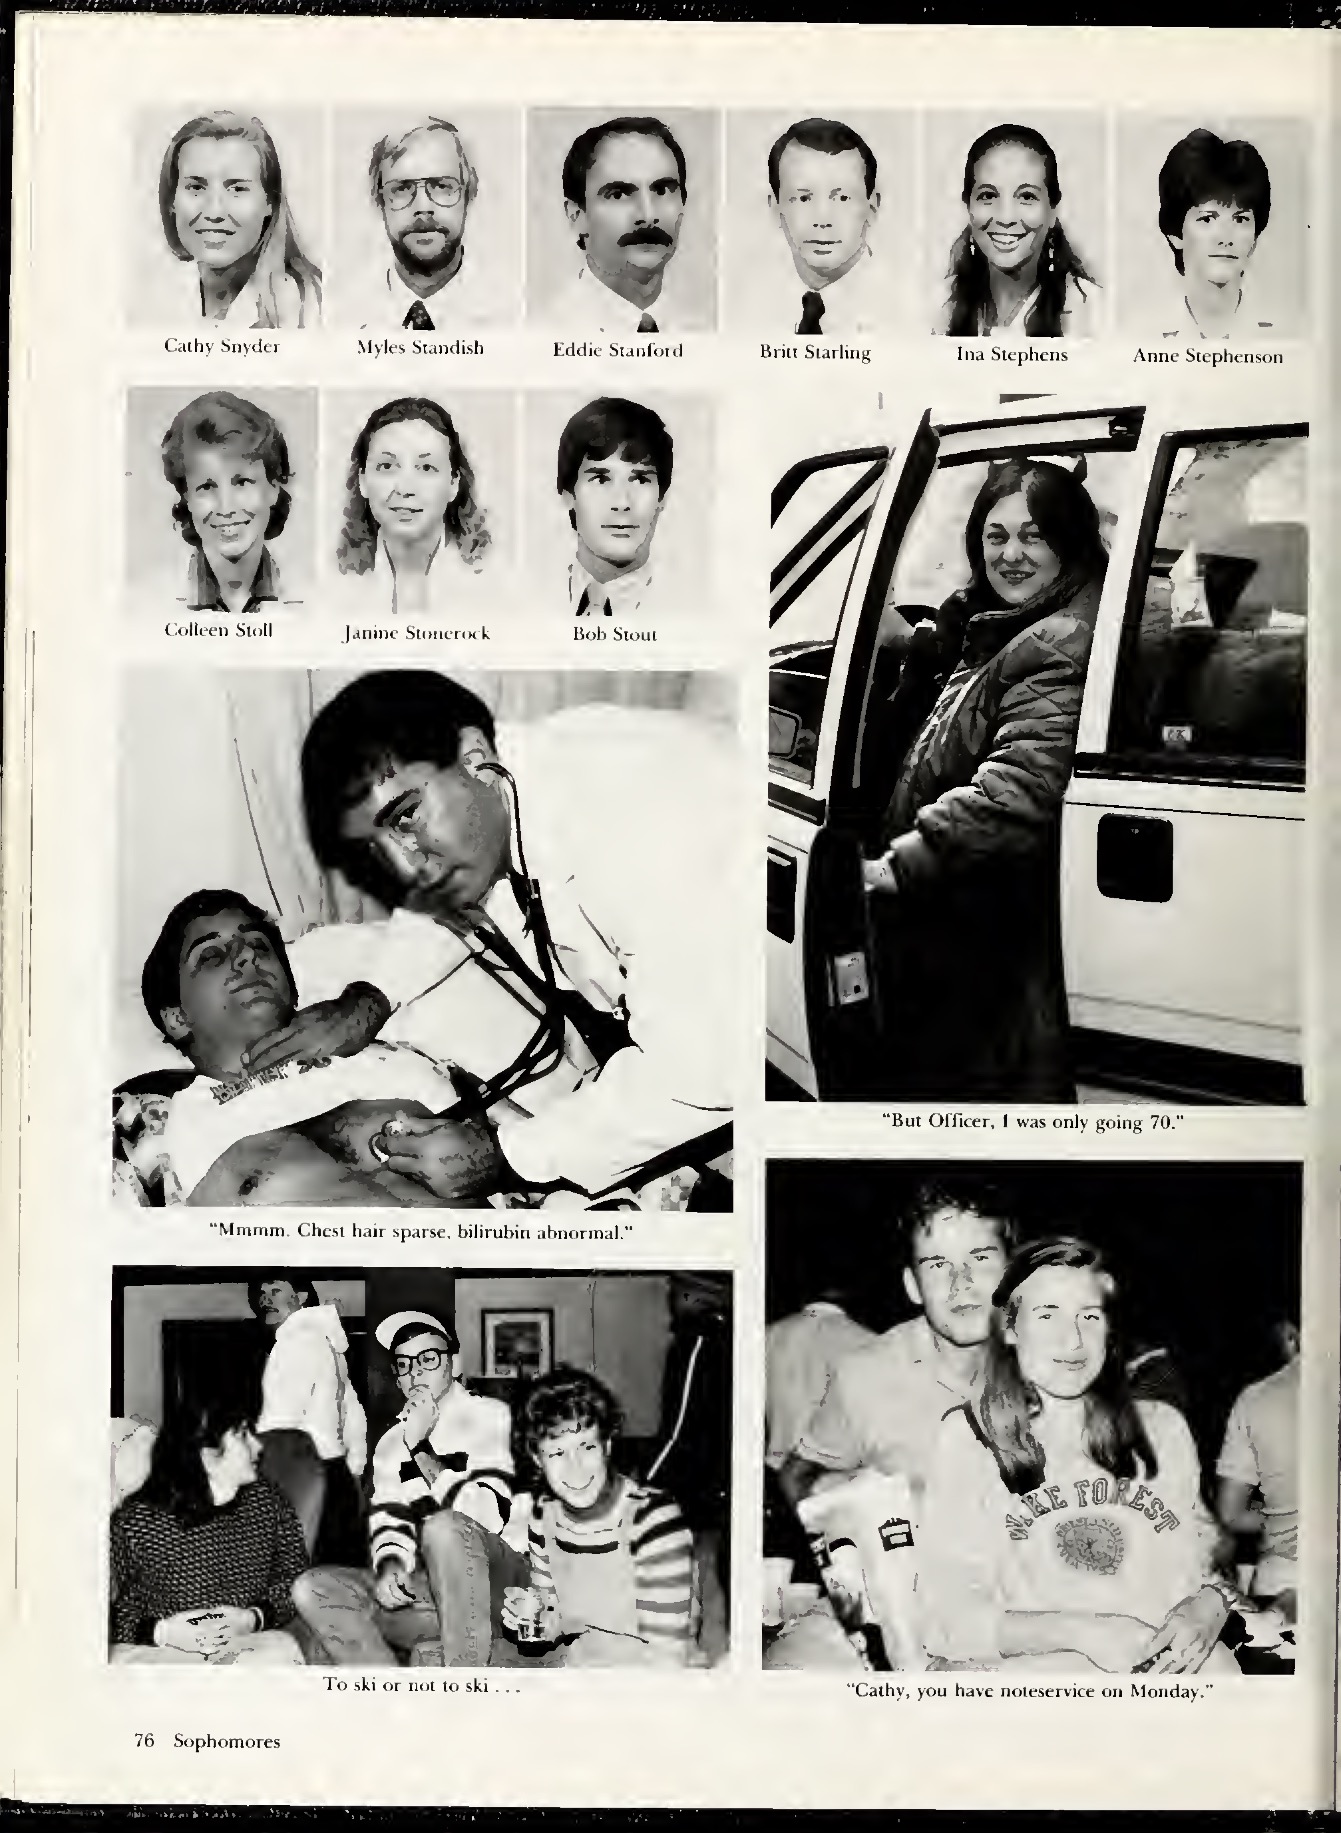 Cathy Snyder
Myles Standish
Eddie Stanford
Britt Starling
Ina Stephens
Anne Stephenson
Colleen Stoll
Janine Stonerock
Bob Stout
"But Officer, I was only going 70."
"Mmmm. Chest hair sparse, bilirubin abnormal."
WAKE FOREST
To ski or not to ski . . .
"Cathy, you have noteservice on Monday."
76 Sophomores